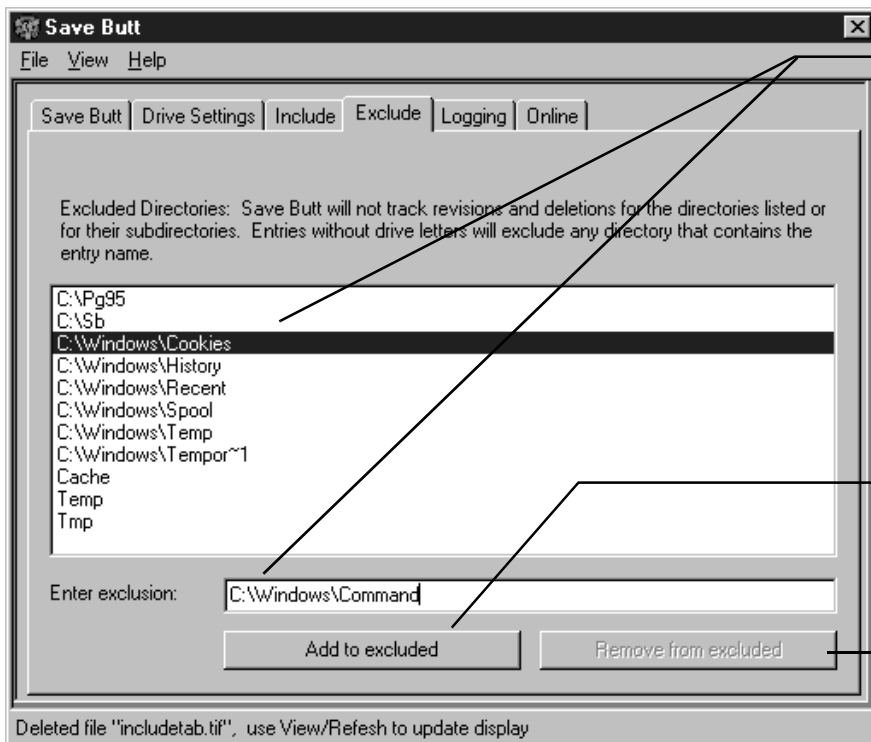 Save Butt
File View Help
Save Butt Drive Settings Include Exclude Logging Online
Excluded Directories: Save Butt will not track revisions and deletions for the directories listed or
for their subdirectories. Entries without drive letters will exclude any directory that contains the
entry name.
C:\Pg95
C:\Sb
C:\Windows\Cookies
C:\Windows\History
C:\Windows\Recent
C:\Windows\Spool
C:\Windows\Temp
C:\Windows\Tempor~1
Cache
Temp
Tmp
Enter exclusion: C:\Windows\Command
Add to excluded Remove from excluded
Deleted file "includetab.tif", use View/Refesh to update display